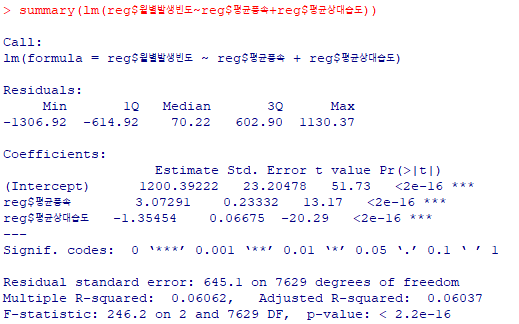 > summary(lm(reg$월별발생빈도~reg$평균풍속+reg$평균상대습도))
Call:
lm(formula = reg$월별발생빈도 ~ reg$평균풍속 + reg$평균상대습도)
Residuals:
Min 1Q Median 3Q Max
-1306.92 -614.92 70.22 602.90 1130.37
Coefficients:
Estimate Std. Error t value Pr(>|t|)
(Intercept) 1200.39222 23.20478 51.73 <2e-16 ***
reg$평균풍속 3.07291 0.23332 13.17 <2e-16 ***
reg$평균상대습도 -1.35454 0.06675 -20.29 <2e-16 ***
---
Signif. codes: 0 ‘***’ 0.001 ‘**’ 0.01 ‘*’ 0.05 ‘.’ 0.1 ‘ ’ 1
Residual standard error: 645.1 on 7629 degrees of freedom
Multiple R-squared: 0.06062, Adjusted R-squared: 0.06037
F-statistic: 246.2 on 2 and 7629 DF, p-value: < 2.2e-16